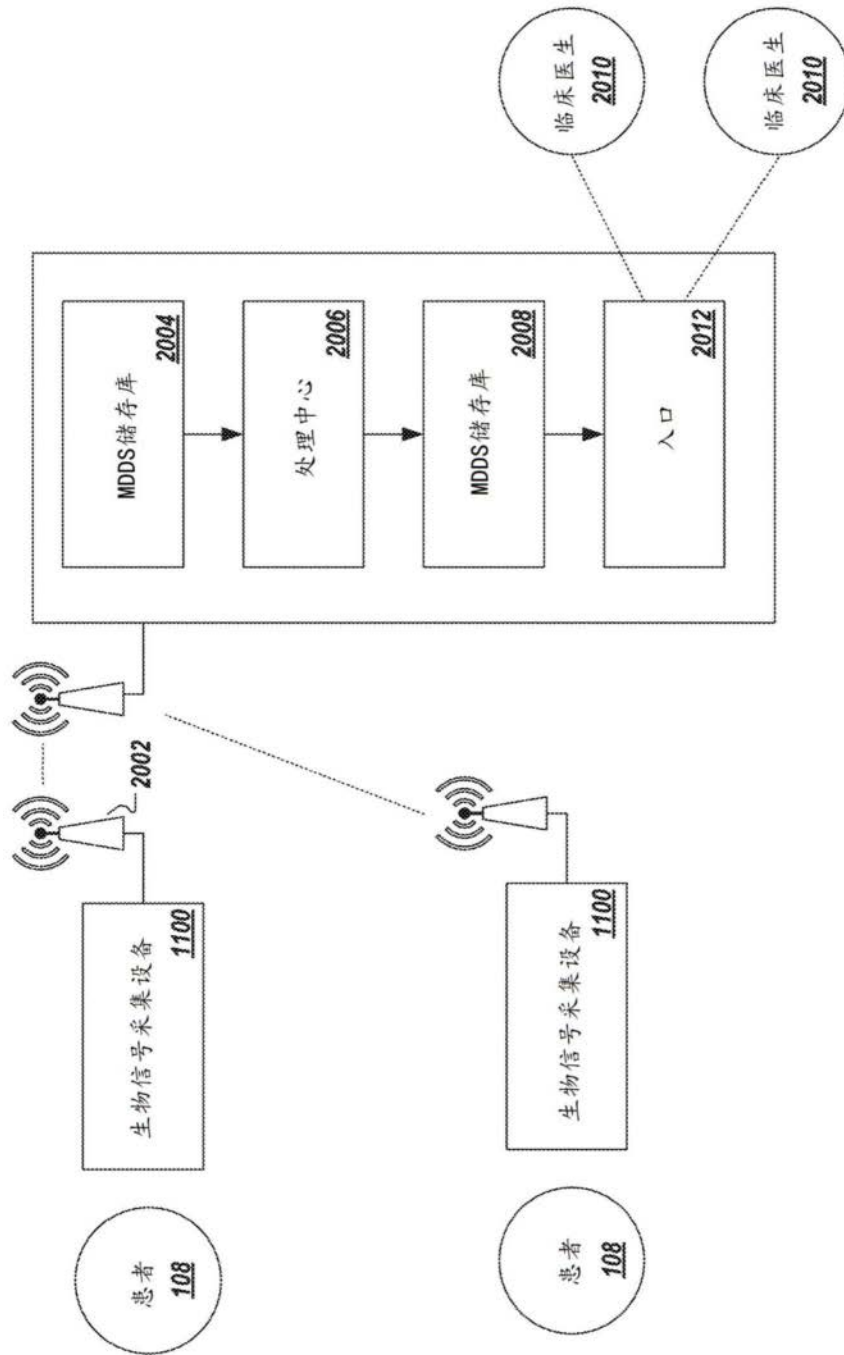 患者
108
生物信号采集设备
1100
2002
患者
108
生物信号采集设备
1100
MDDS储存库
2004
处理中心
2006
MDDS储存库
2008
入口
2012
临床医生
2010
临床医生
2010